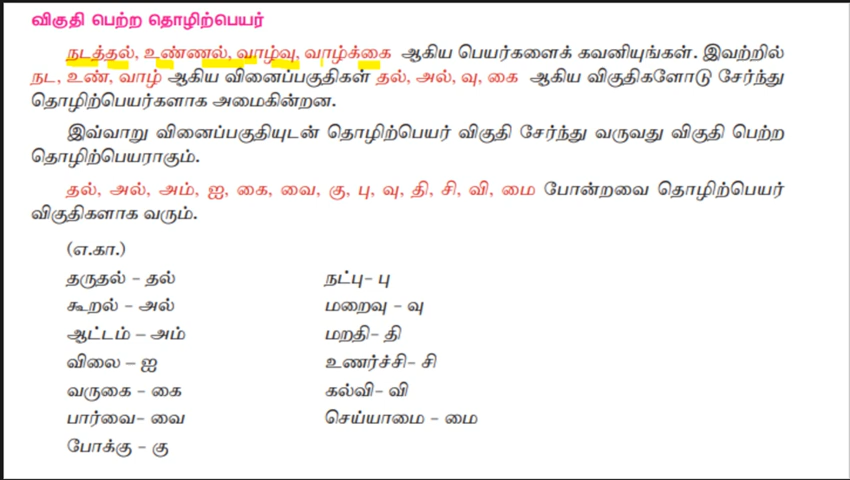 விகுதி பெற்ற தொழிற்பெயர்
நடத்தல், உண்ணல், வாழ்வு, வாழ்க்கை ஆகிய பெயர்களைக் கவனியுங்கள். இவற்றில்
நட, உண், வாழ் ஆகிய வினைப்பகுதிகள் தல், அல், வு, கை ஆகிய விகுதிகளோடு சேர்ந்து
தொழிற்பெயர்களாக அமைகின்றன.
இவ்வாறு வினைப்பகுதியுடன் தொழிற்பெயர் விகுதி சேர்ந்து வருவது விகுதி பெற்ற
தொழிற்பெயராகும்.
தல், அல், அம், ஐ, கை, வை, கு, பு, வு, தி, சி, வி, மை போன்றவை தொழிற்பெயர்
விகுதிகளாக வரும்.
(எ.கா.)
தருதல் – தல் நட்பு– பு
கூறல் – அல் மறைவு – வு
ஆட்டம் – அம் மறதி– தி
விலை – ஐ உணர்ச்சி– சி
வருகை – கை கல்வி– வி
பார்வை– வை செய்யாமை – மை
போக்கு – கு